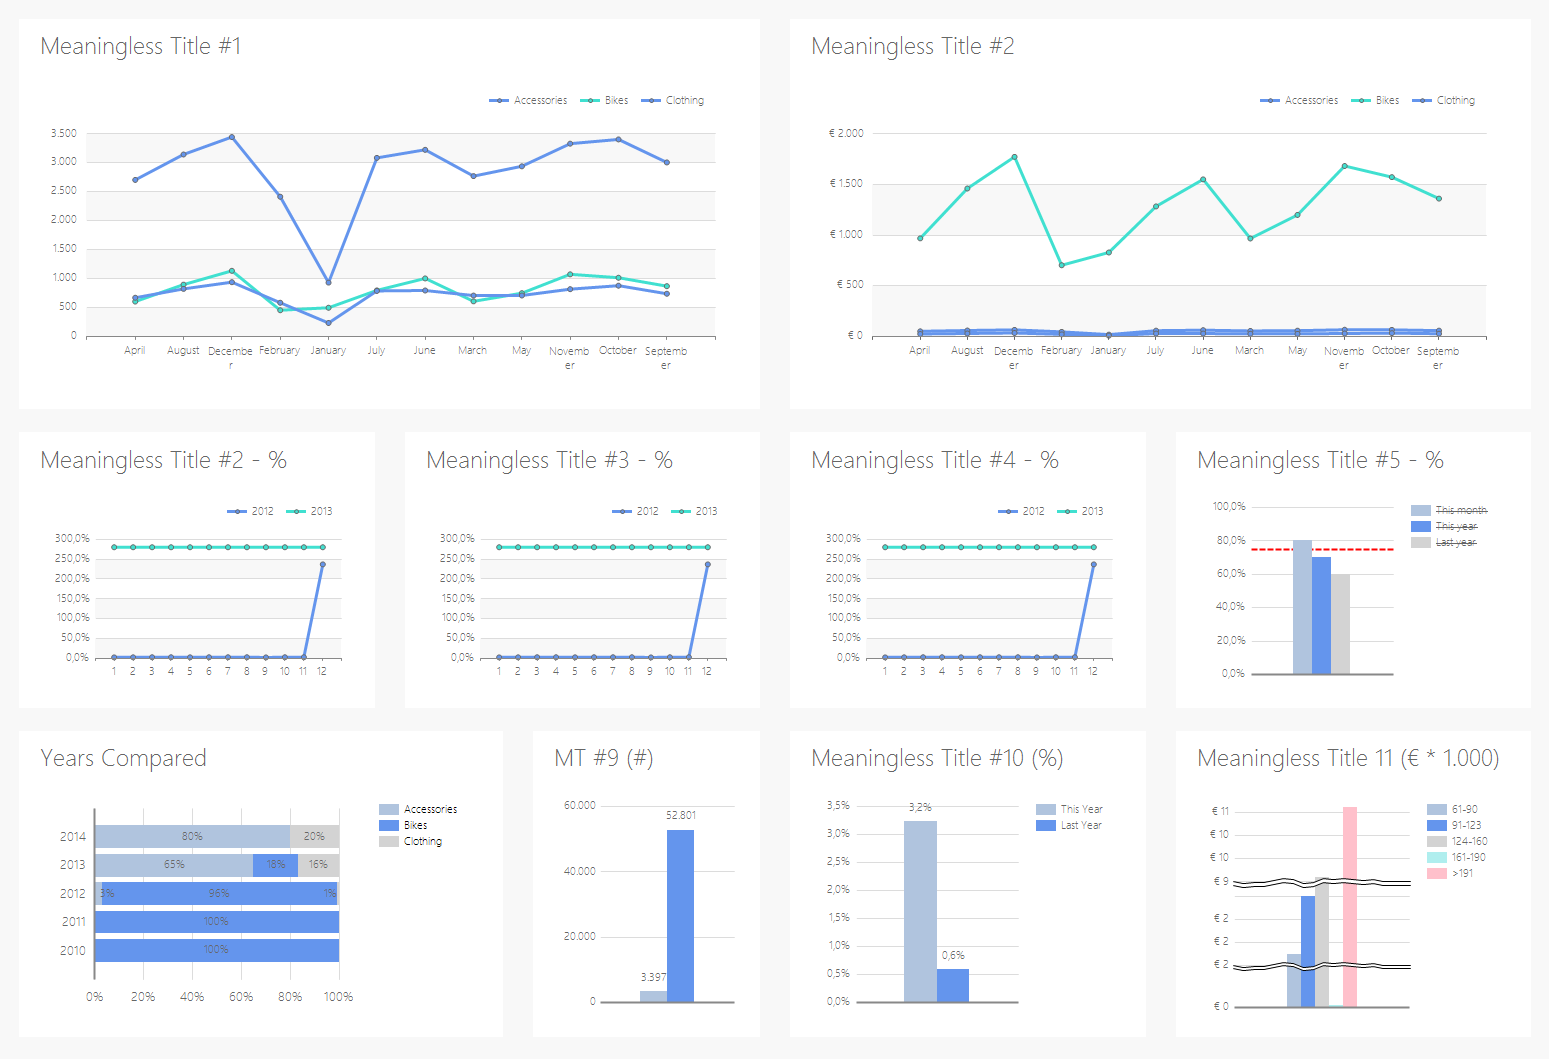 Meaningless Title #1
Accessories Bikes Clothing
3.500
3.000
2.500
2.000
1.500
1.000
500
0
April August Decembe
r February January July June March May Novemb
er October Septemb
er
Meaningless Title #2
Accessories Bikes Clothing
€ 2.000
€ 1.500
€ 1.000
€ 500
€ 0
April August Decemb
er February January July June March May Novemb
er October Septemb
er
Meaningless Title #2 - %
2012 2013
300,0%
250,0%
200,0%
150,0%
100,0%
50,0%
0,0%
1 2 3 4 5 6 7 8 9 10 11 12
Meaningless Title #3 - %
2012 2013
300,0%
250,0%
200,0%
150,0%
100,0%
50,0%
0,0%
1 2 3 4 5 6 7 8 9 10 11 12
Meaningless Title #4 - %
2012 2013
300,0%
250,0%
200,0%
150,0%
100,0%
50,0%
0,0%
1 2 3 4 5 6 7 8 9 10 11 12
Meaningless Title #5 - %
This month
This year
Last year
100,0%
80,0%
60,0%
40,0%
20,0%
0,0%
Years Compared
Accessories
Bikes
Clothing
2014 80% 20%
2013 65% 18% 16%
2012 3% 96% 1%
2011 100%
2010 100%
0% 20% 40% 60% 80% 100%
MT #9 (#)
60.000
52.801
40.000
20.000
3.397
0
Meaningless Title #10 (%)
This Year
Last Year
3,5%
3,2%
3,0%
2,5%
2,0%
1,5%
1,0%
0,6%
0,5%
0,0%
Meaningless Title 11 (€ * 1.000)
61-90
91-123
124-160
161-190
>191
€ 11
€ 10
€ 10
€ 9
€ 2
€ 2
€ 2
€ 0